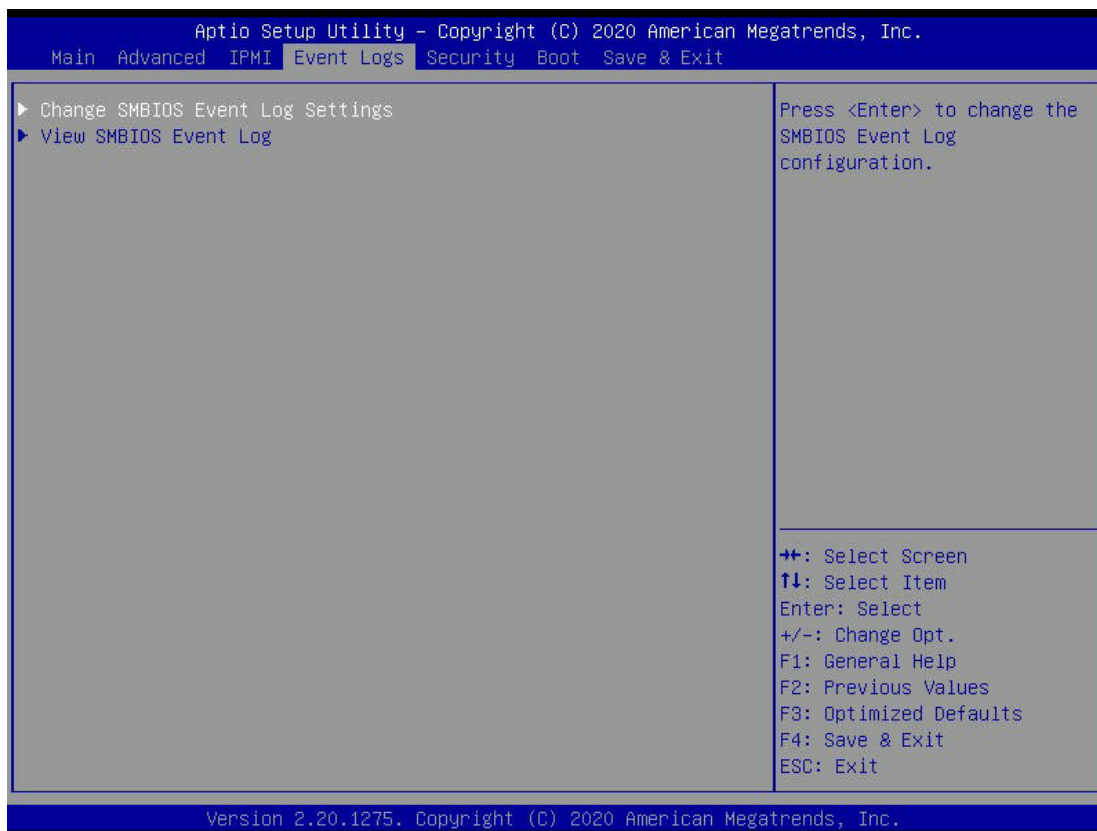 Aptio Setup Utility – Copyright (C) 2020 American Megatrends, Inc.
Main Advanced IPMI Event Logs Security Boot Save & Exit
▶ Change SMBIOS Event Log Settings
▶ View SMBIOS Event Log
Press <Enter> to change the
SMBIOS Event Log
configuration.
→←: Select Screen
↑↓: Select Item
Enter: Select
+/-: Change Opt.
F1: General Help
F2: Previous Values
F3: Optimized Defaults
F4: Save & Exit
ESC: Exit
Version 2.20.1275. Copyright (C) 2020 American Megatrends, Inc.